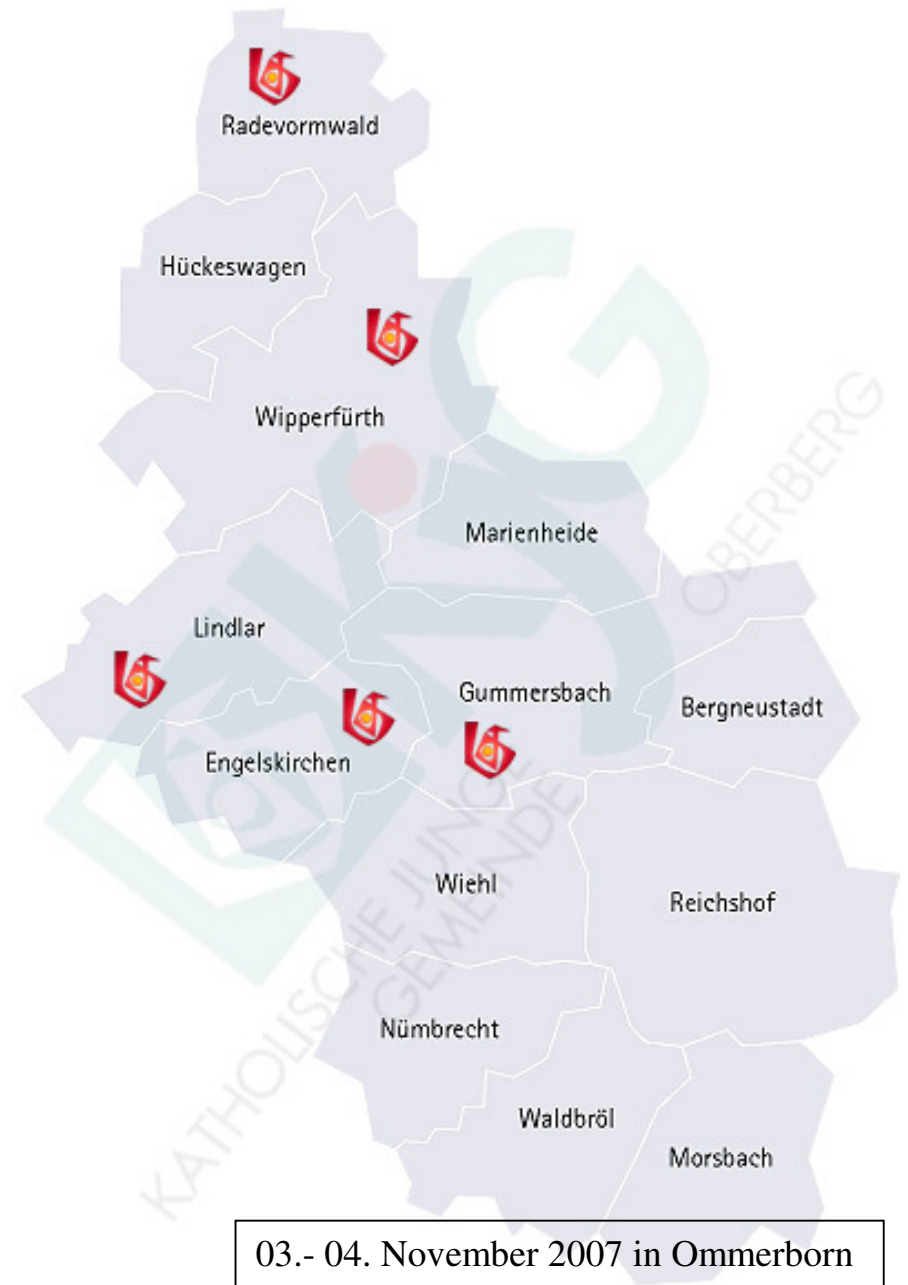 Radevormwald
Hückeswagen
Wipperfürth
Marienheide
Lindlar
Gummersbach
Bergneustadt
Engelskirchen
Wiehl
Reichshof
Nümbrecht
Waldbröl
Morsbach
KjG
OBERBERG
KATHOLISCHE JUNGE
GEMEINDE
03.- 04. November 2007 in Ommerborn